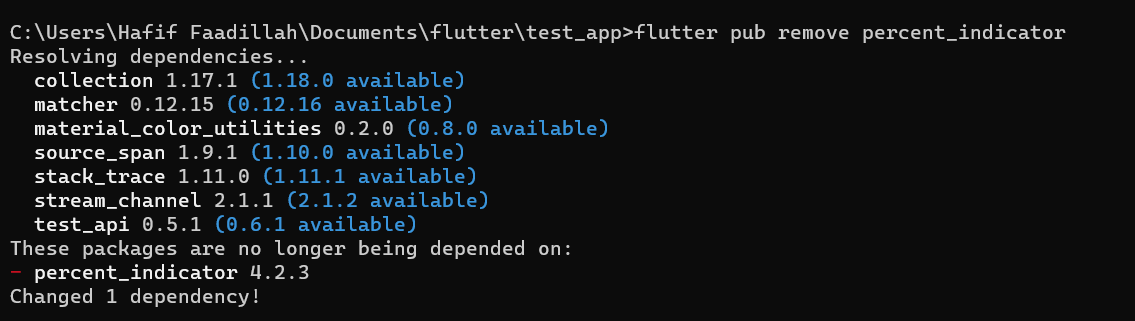 C:\Users\Hafif Faadillah\Documents\flutter\test_app>flutter pub remove percent_indicator
Resolving dependencies...
  collection 1.17.1 (1.18.0 available)
  matcher 0.12.15 (0.12.16 available)
  material_color_utilities 0.2.0 (0.8.0 available)
  source_span 1.9.1 (1.10.0 available)
  stack_trace 1.11.0 (1.11.1 available)
  stream_channel 2.1.1 (2.1.2 available)
  test_api 0.5.1 (0.6.1 available)
These packages are no longer being depended on:
- percent_indicator 4.2.3
Changed 1 dependency!